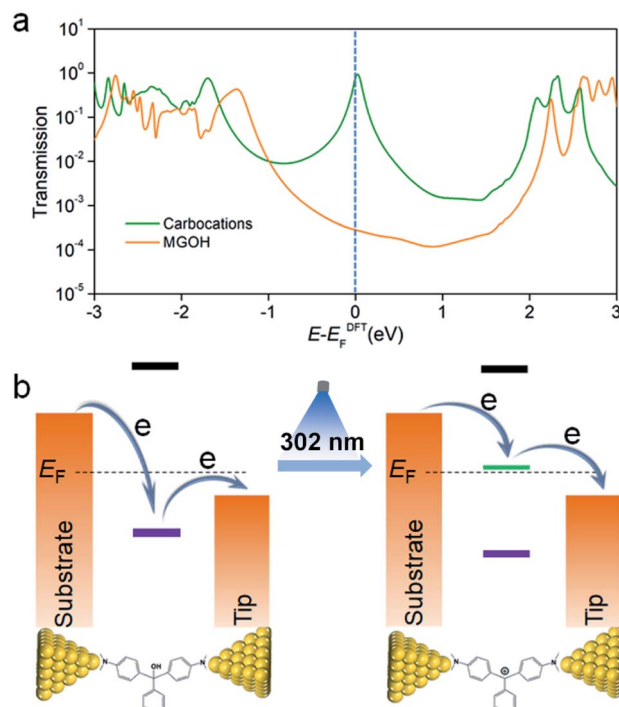 a
Transmission
10¹
10⁰
10⁻¹
10⁻²
10⁻³
10⁻⁴
10⁻⁵
Carbocations
MGOH
-3 -2 -1 0 1 2 3
E-E_F^DFT(eV)
b
e
e
E_F
Substrate
Tip
302 nm
e
e
E_F
Substrate
Tip
N
OH
N
N
+
N